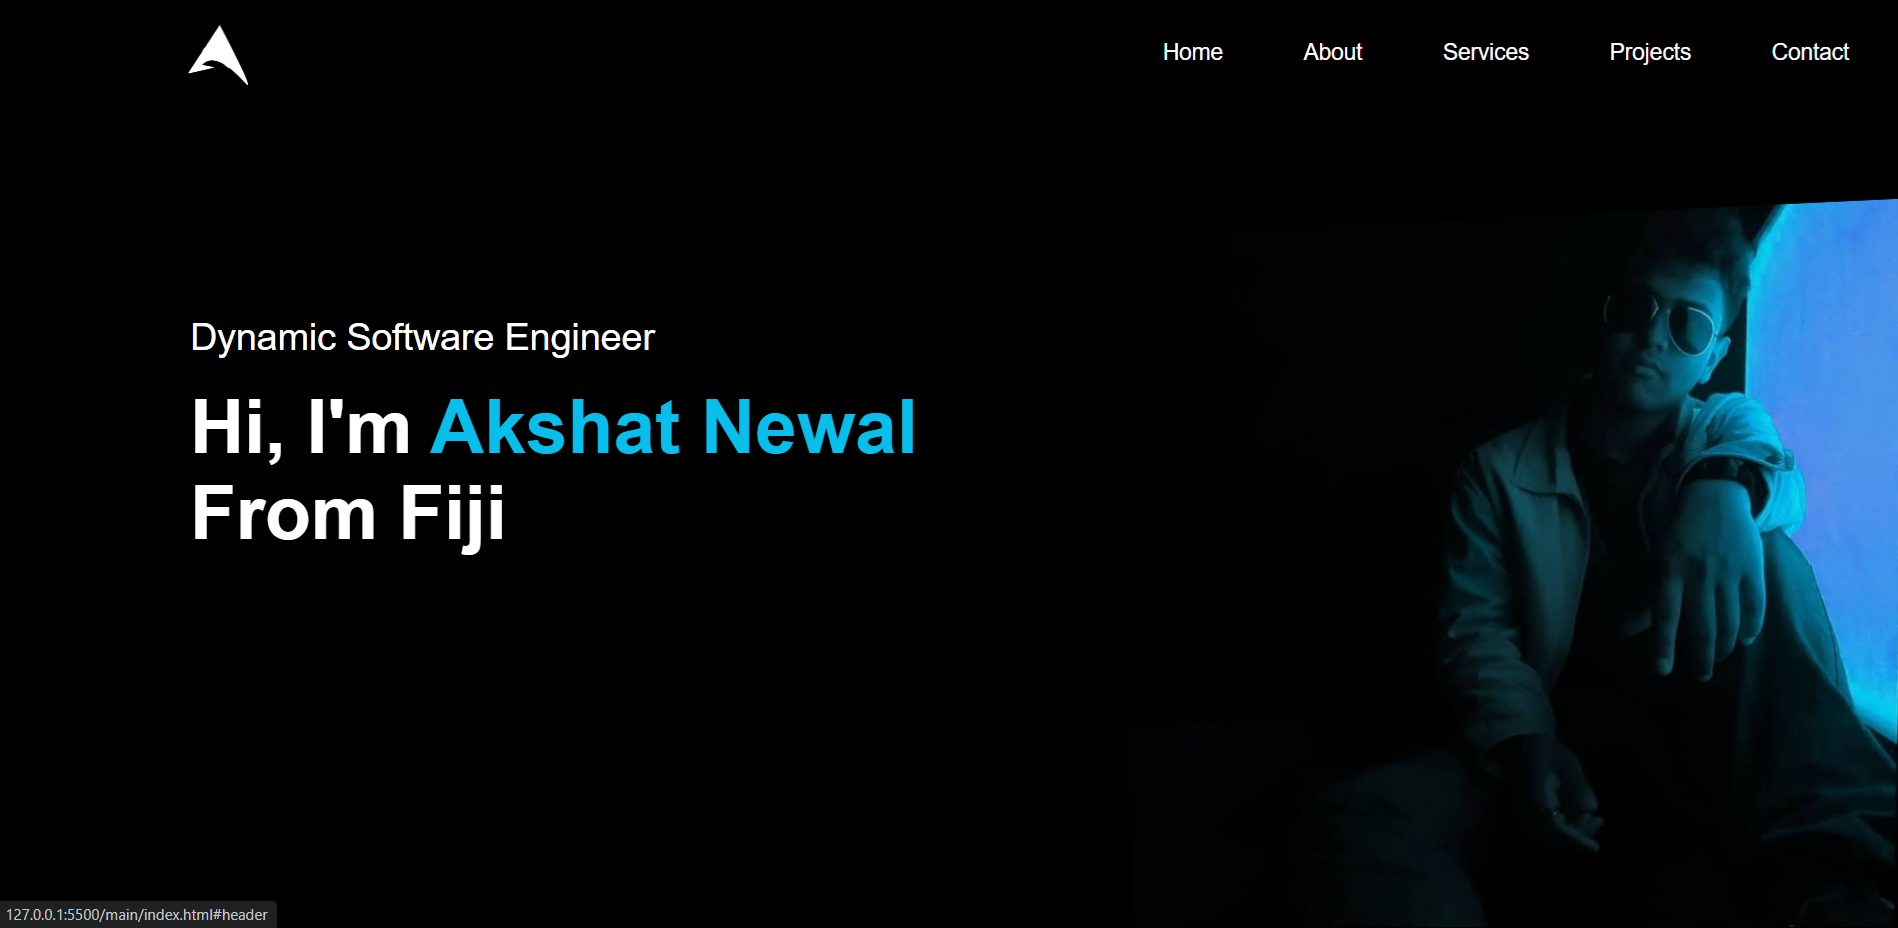 Home About Services Projects Contact
Dynamic Software Engineer
Hi, I'm Akshat Newal
From Fiji
127.0.0.1:5500/main/index.html#header